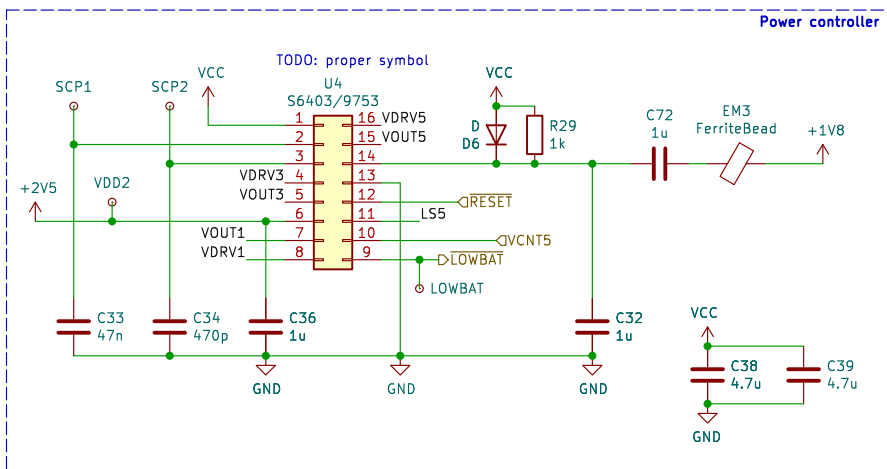 Power controller
TODO: proper symbol
VCC
U4
S6403/9753
SCP1
SCP2
VCC
C72
1u
EM3
FerriteBead
1
2
3
4
5
6
7
8
16
15
14
13
12
11
10
9
VDRV5
VOUT5
VDRV3
VOUT3
VOUT1
VDRV1
D
D6
R29
1k
+1V8
+2V5
VDD2
RESET
LS5
VCNT5
LOWBAT
LOWBAT
C33
47n
C34
470p
C36
1u
C32
1u
GND
GND
GND
VCC
C38
4.7u
C39
4.7u
GND